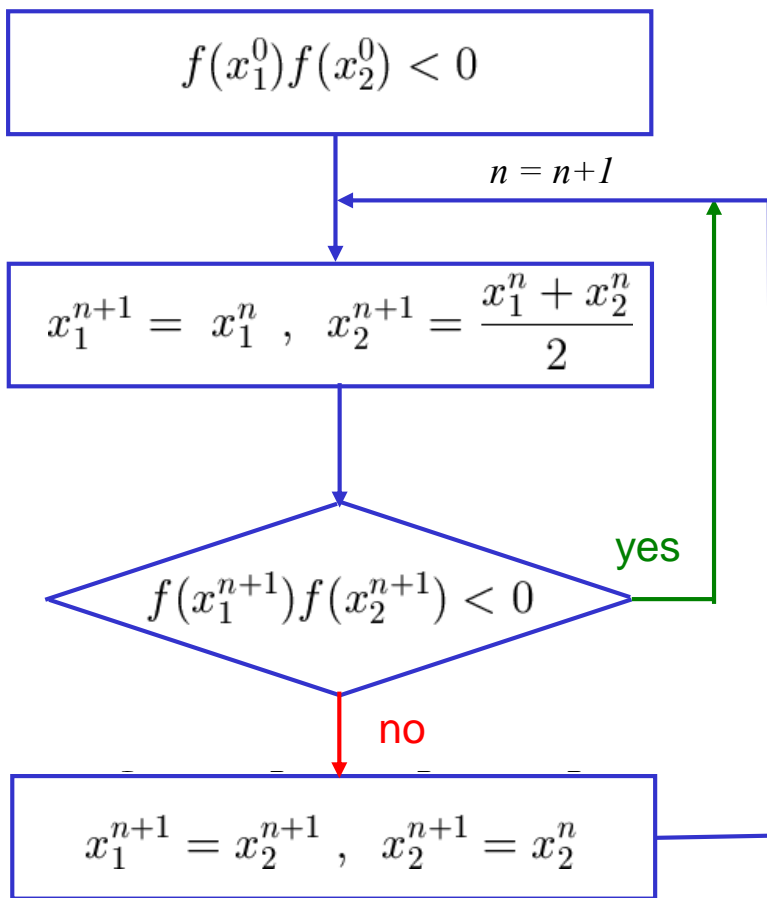 $f(x_1^0)f(x_2^0) < 0$
n = n+1
$x_1^{n+1} = x_1^n \ , \ x_2^{n+1} = \frac{x_1^n + x_2^n}{2}$
yes
$f(x_1^{n+1})f(x_2^{n+1}) < 0$
no
$x_1^{n+1} = x_2^{n+1} \ , \ x_2^{n+1} = x_2^n$